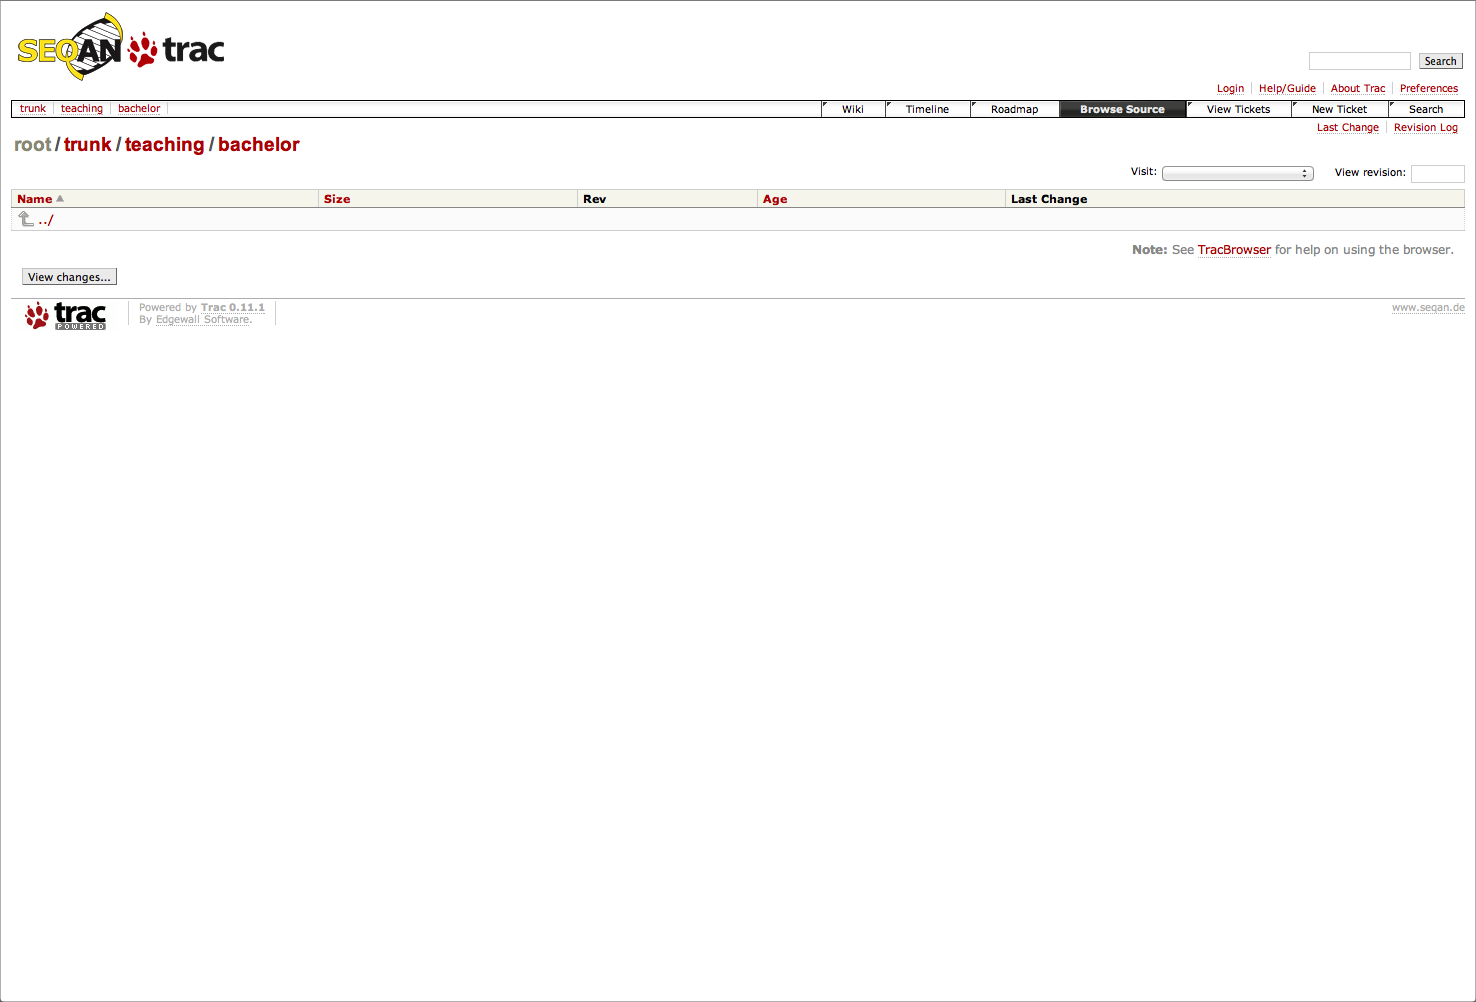 SEQAN trac
Search
Login Help/Guide About Trac Preferences
trunk teaching bachelor Wiki Timeline Roadmap Browse Source View Tickets New Ticket Search
Last Change Revision Log
root / trunk / teaching / bachelor
Visit: View revision:
Name Size Rev Age Last Change
../
Note: See TracBrowser for help on using the browser.
View changes...
trac POWERED
Powered by Trac 0.11.1
By Edgewall Software.
www.seqan.de